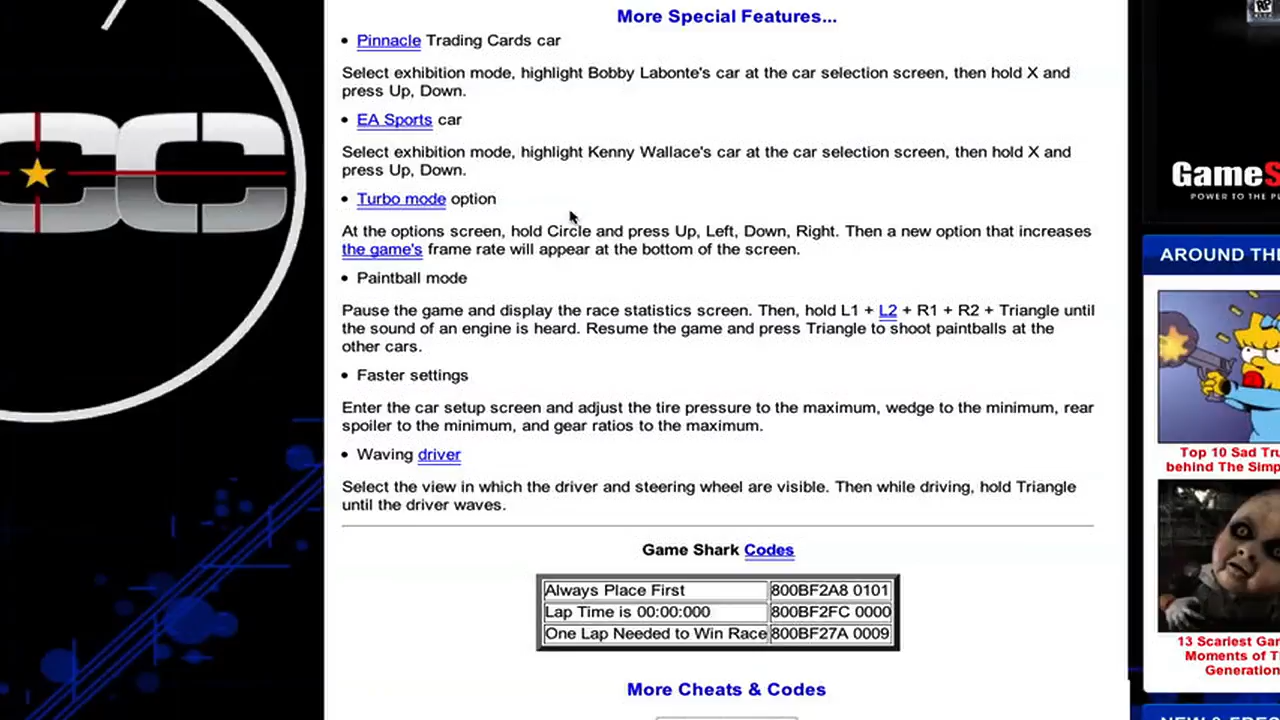 More Special Features...
• Pinnacle Trading Cards car
Select exhibition mode, highlight Bobby Labonte's car at the car selection screen, then hold X and
press Up, Down.
• EA Sports car
Select exhibition mode, highlight Kenny Wallace's car at the car selection screen, then hold X and
press Up, Down.
• Turbo mode option
At the options screen, hold Circle and press Up, Left, Down, Right. Then a new option that increases
the game's frame rate will appear at the bottom of the screen.
• Paintball mode
Pause the game and display the race statistics screen. Then, hold L1 + L2 + R1 + R2 + Triangle until
the sound of an engine is heard. Resume the game and press Triangle to shoot paintballs at the
other cars.
• Faster settings
Enter the car setup screen and adjust the tire pressure to the maximum, wedge to the minimum, rear
spoiler to the minimum, and gear ratios to the maximum.
• Waving driver
Select the view in which the driver and steering wheel are visible. Then while driving, hold Triangle
until the driver waves.
Game Shark Codes
Always Place First 800BF2A8 0101
Lap Time is 00:00:000 800BF2FC 0000
One Lap Needed to Win Race 800BF27A 0009
More Cheats & Codes
CC
RP
GameS
POWER TO THE PL
AROUND THE
Top 10 Sad Tru
behind The Simp
13 Scariest Gam
Moments of T
Generation